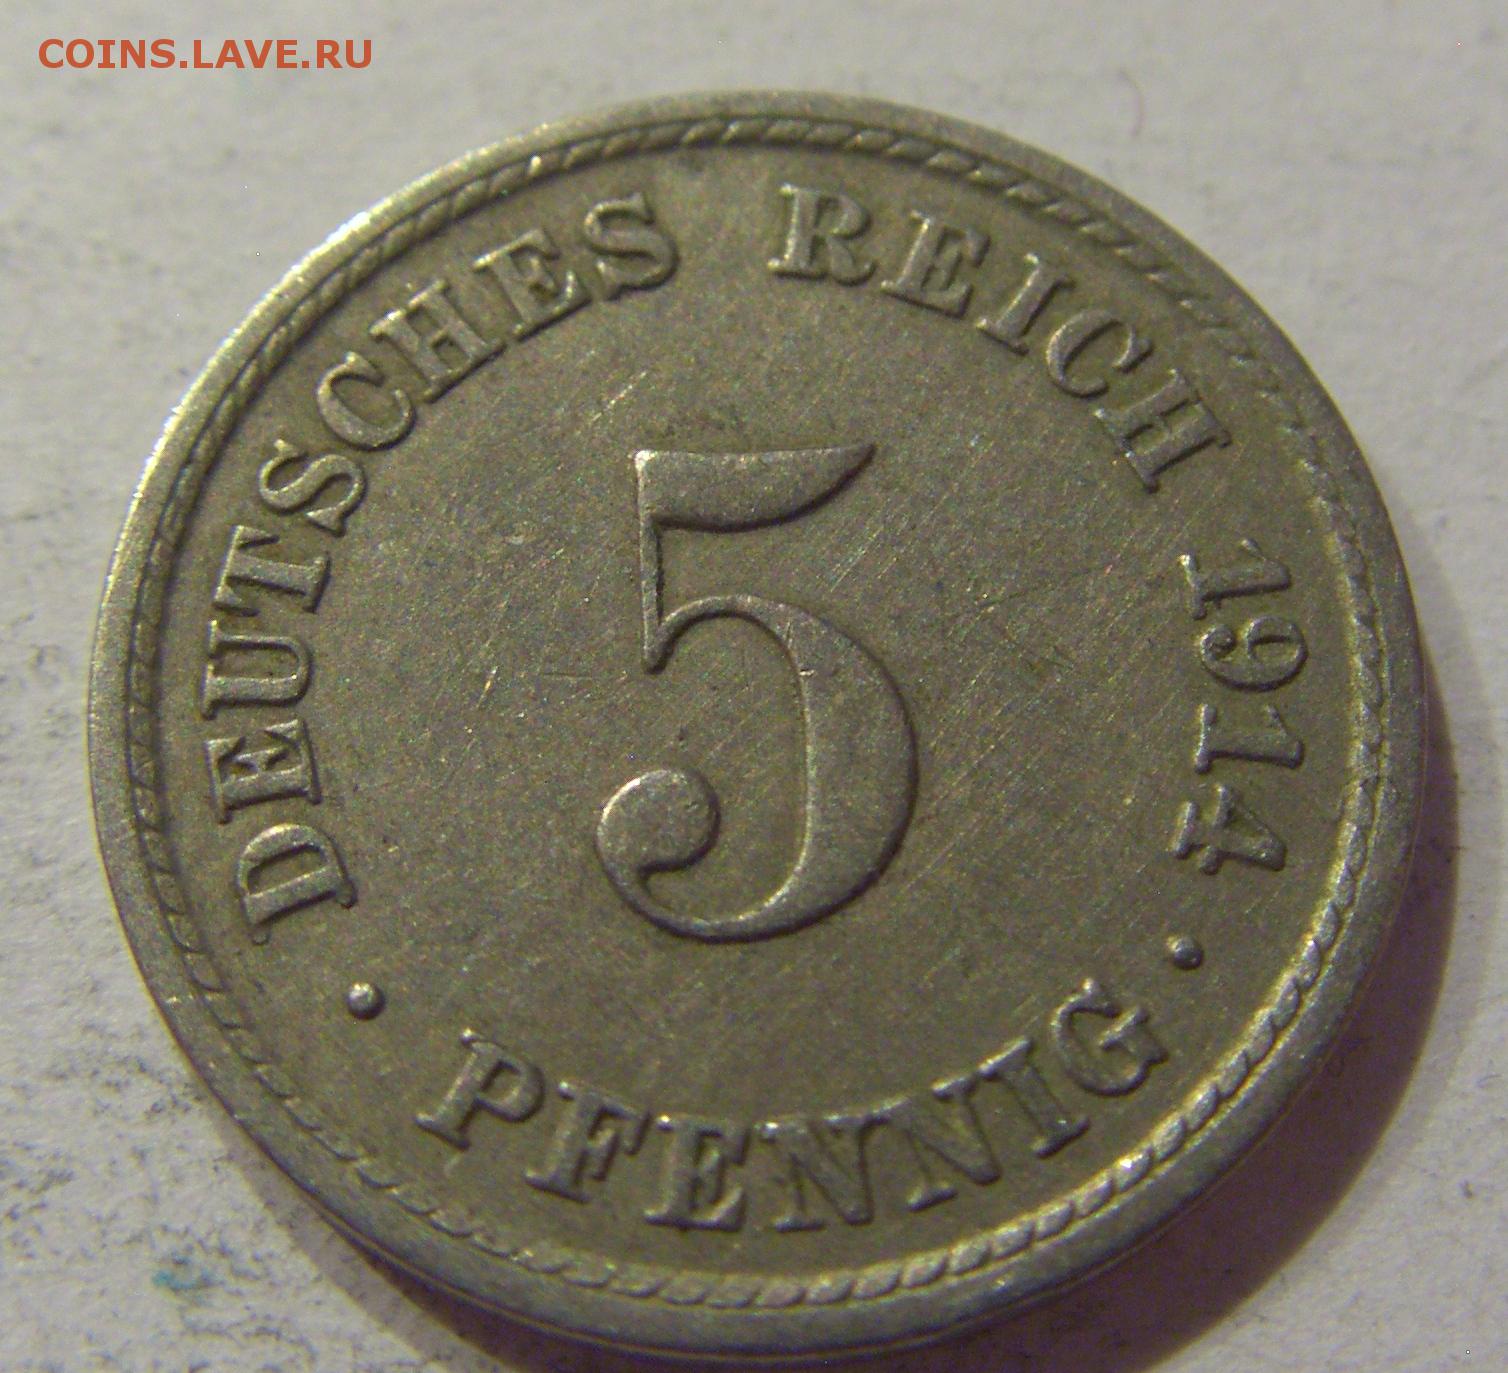 COINS.LAVE.RU
DEUTSCHES REICH 1914
5
· PFENNIG ·